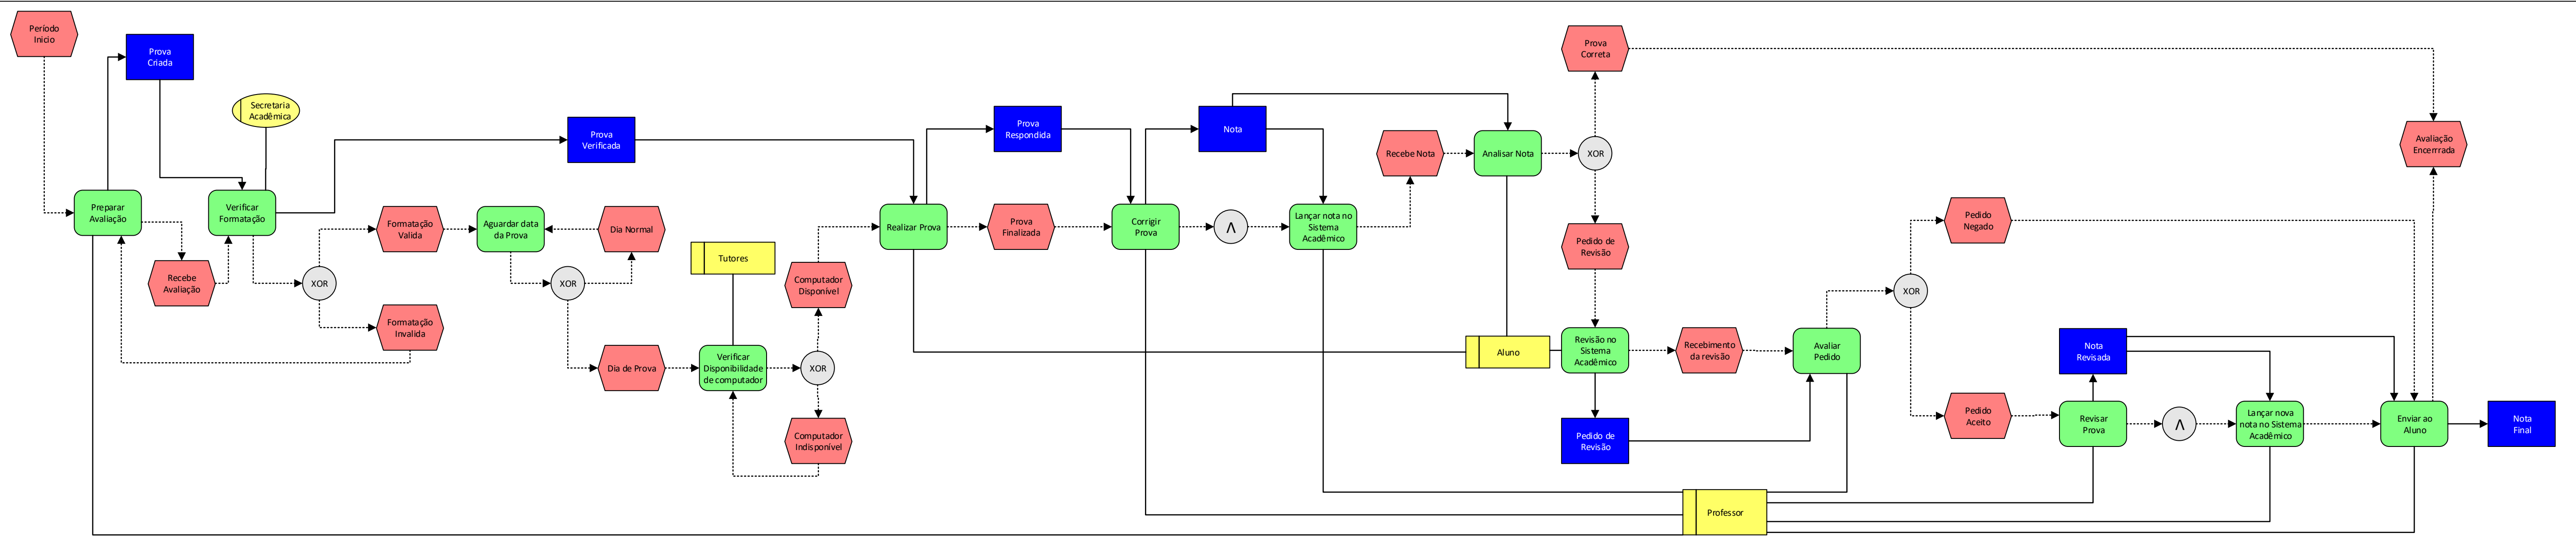 Período
Inicio
Prova
Criada
Secretaria
Acadêmica
Preparar
Avaliação
Verificar
Formatação
Recebe
Avaliação
XOR
Formatação
Valida
Formatação
Invalida
Aguardar data
da Prova
XOR
Prova
Verificada
Dia Normal
Dia de Prova
Tutores
Verificar
Disponibilidade
de computador
Computador
Disponível
XOR
Computador
Indisponível
Realizar Prova
Prova
Respondida
Prova
Finalizada
Corrigir
Prova
Nota
Λ
Lançar nota no
Sistema
Acadêmico
Recebe Nota
Analisar Nota
Prova
Correta
XOR
Pedido de
Revisão
Aluno
Revisão no
Sistema
Acadêmico
Pedido de
Revisão
Recebimento
da revisão
Professor
Avaliar
Pedido
XOR
Pedido
Negado
Pedido
Aceito
Nota
Revisada
Revisar
Prova
Λ
Lançar nova
nota no Sistema
Acadêmico
Avaliação
Encerrrada
Enviar ao
Aluno
Nota
Final